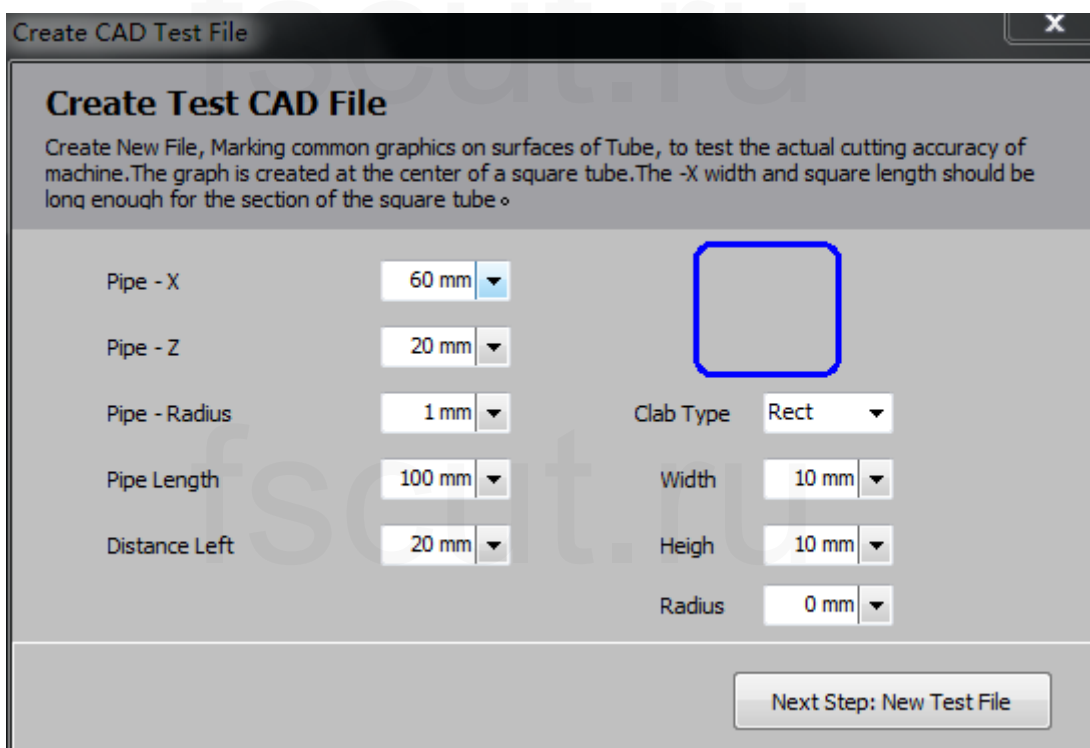 Create CAD Test File
X
Create Test CAD File
Create New File, Marking common graphics on surfaces of Tube, to test the actual cutting accuracy of
machine.The graph is created at the center of a square tube.The -X width and square length should be
long enough for the section of the square tube。
Pipe - X 60 mm
Pipe - Z 20 mm
Pipe - Radius 1 mm Clab Type Rect
Pipe Length 100 mm Width 10 mm
Distance Left 20 mm Heigh 10 mm
Radius 0 mm
Next Step: New Test File
fscut.ru
fscut.ru